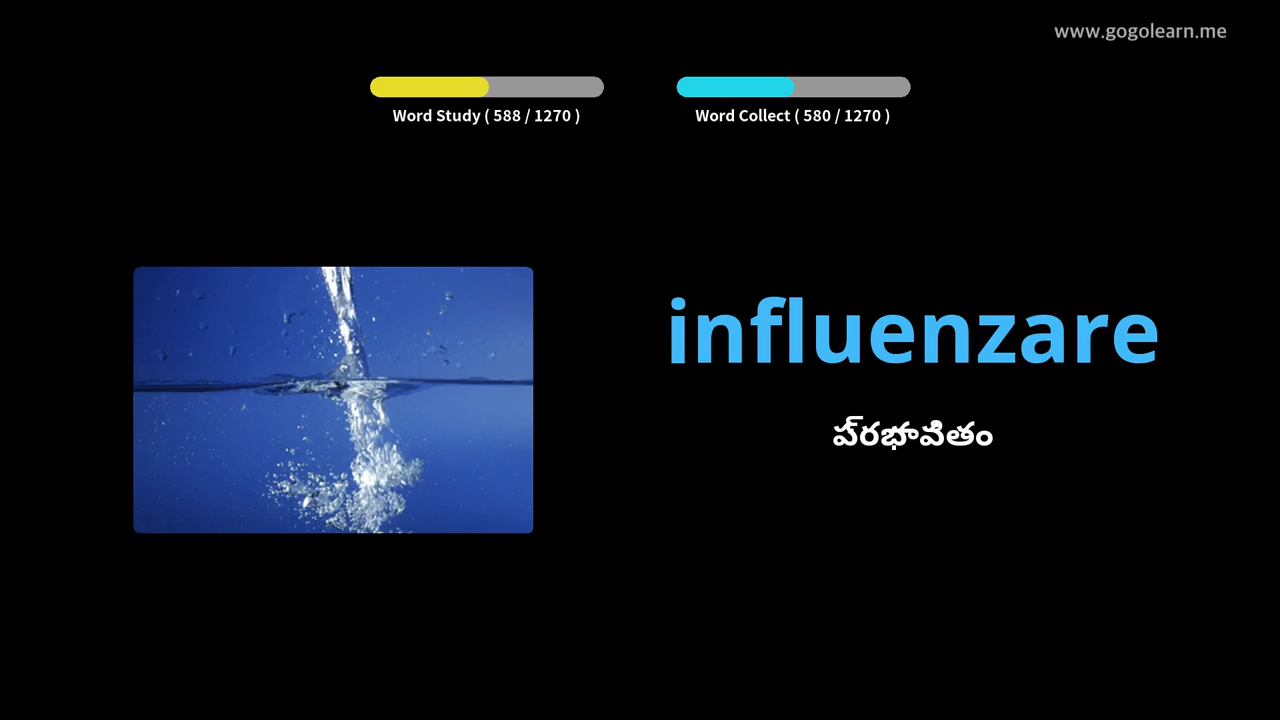 www.gogolearn.me
Word Study ( 588 / 1270 )
Word Collect ( 580 / 1270 )
influenzare
ప్రభావితం